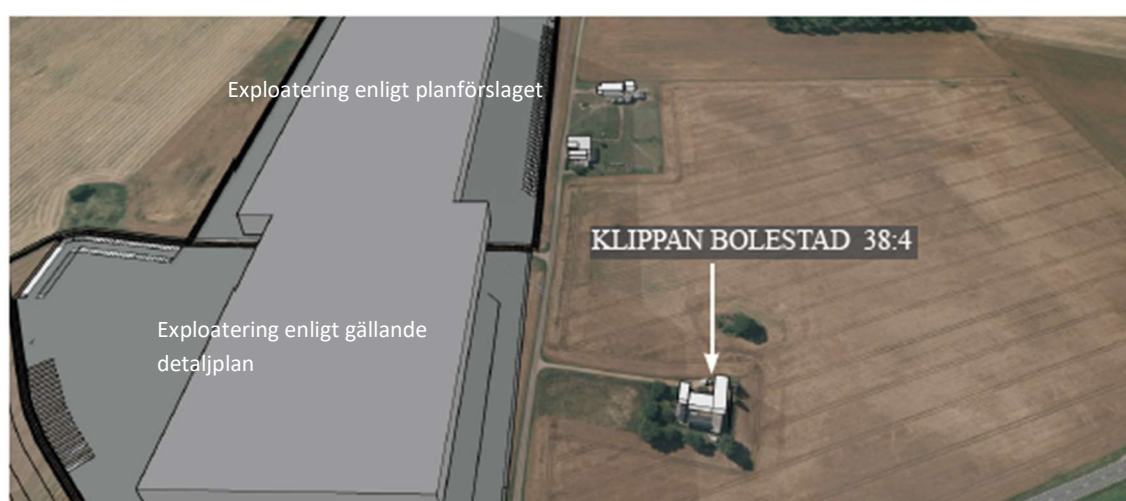 Exploatering enligt planförslaget
KLIPPAN BOLESTAD 38:4
Exploatering enligt gällande
detaljplan